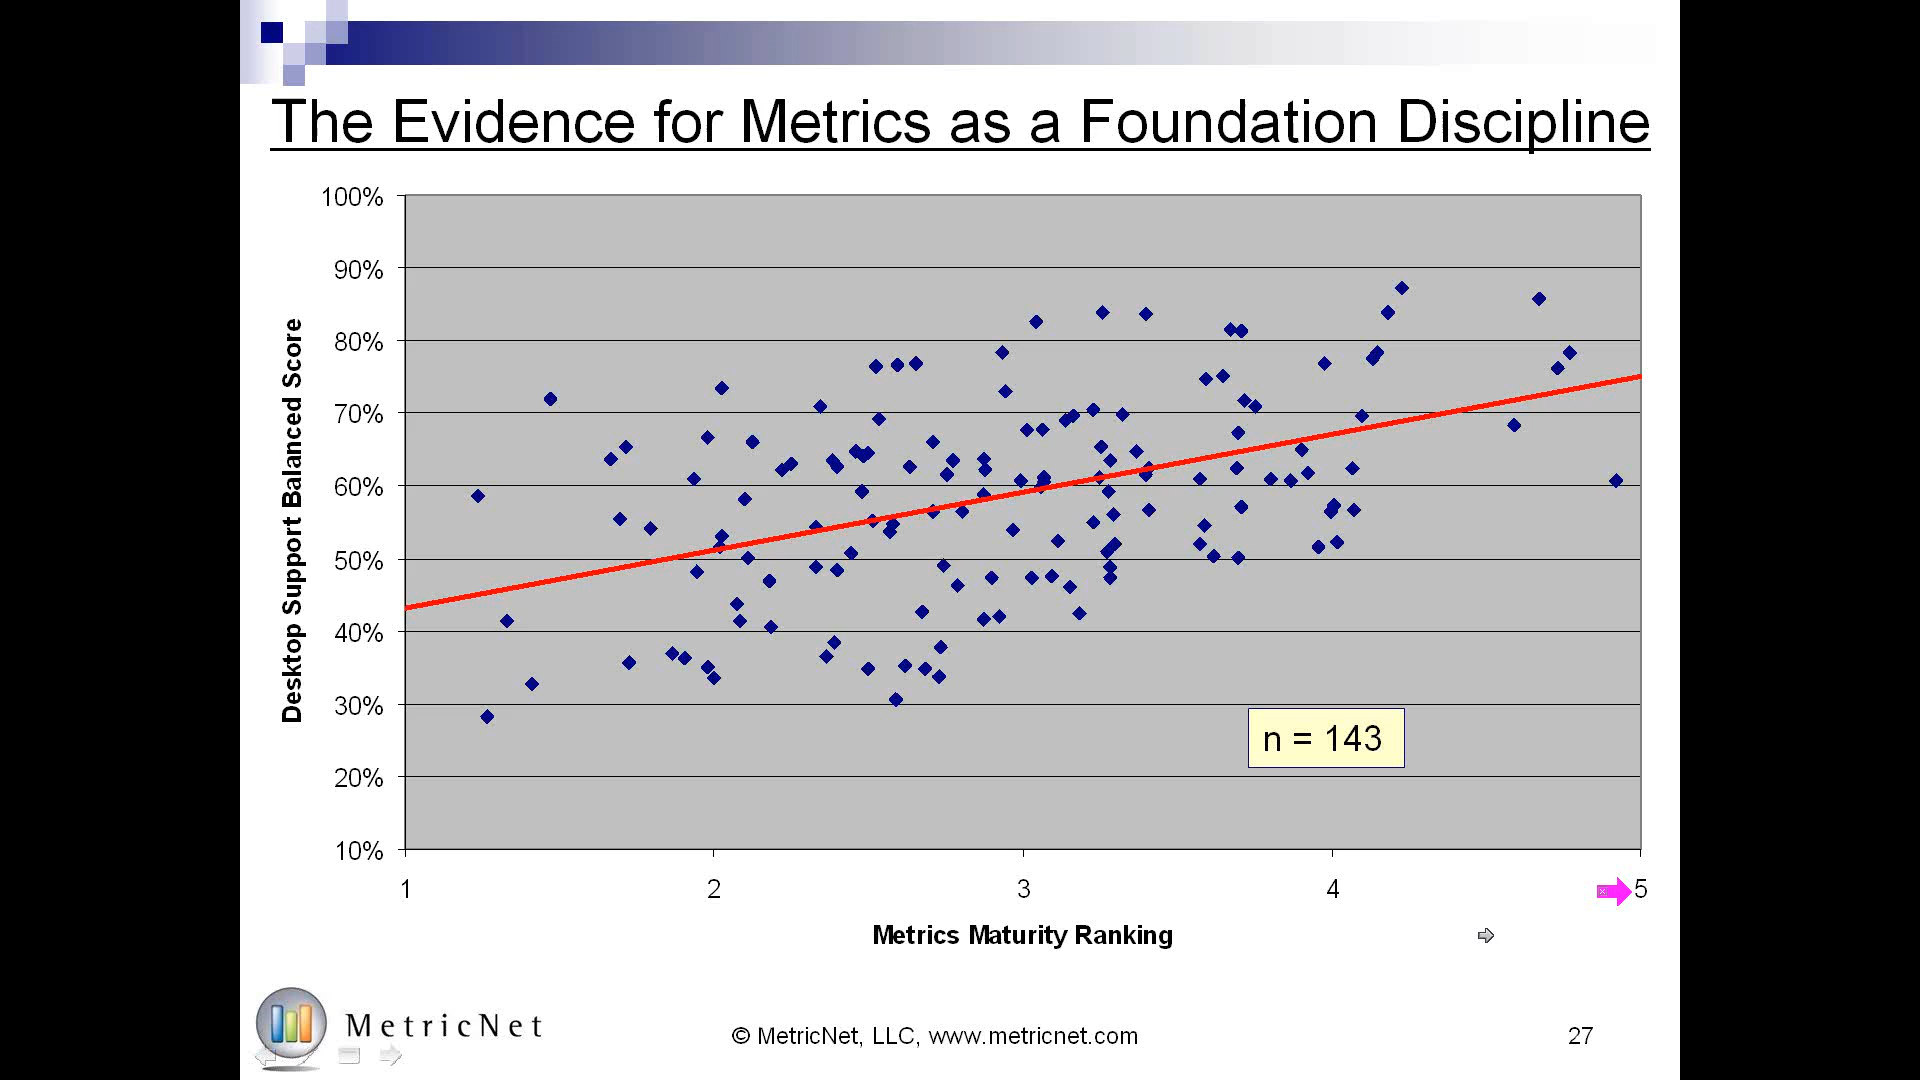 The Evidence for Metrics as a Foundation Discipline
100%
90%
80%
70%
60%
50%
40%
30%
20%
10%
Desktop Support Balanced Score
n = 143
1 2 3 4 5
Metrics Maturity Ranking
MetricNet
© MetricNet, LLC, www.metricnet.com
27